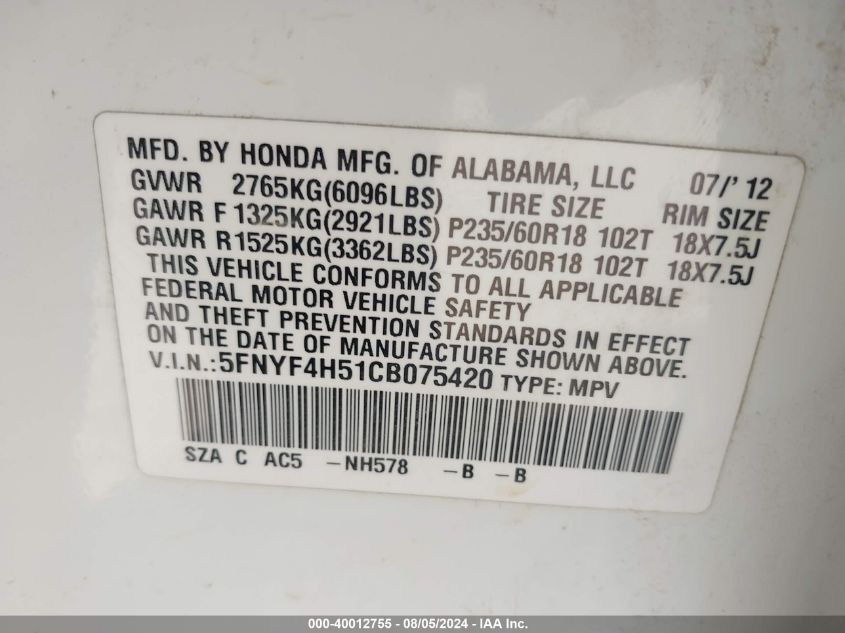 MFD. BY HONDA MFG. OF ALABAMA, LLC 07/' 12
GVWR 2765KG(6096LBS) TIRE SIZE RIM SIZE
GAWR F 1325KG(2921LBS) P235/60R18 102T 18X7.5J
GAWR R1525KG(3362LBS) P235/60R18 102T 18X7.5J
THIS VEHICLE CONFORMS TO ALL APPLICABLE
FEDERAL MOTOR VEHICLE SAFETY
AND THEFT PREVENTION STANDARDS IN EFFECT
ON THE DATE OF MANUFACTURE SHOWN ABOVE.
V.I.N.:5FNYF4H51CB075420 TYPE: MPV
SZA C AC5 -NH578 -B -B
000-40012755 - 08/05/2024 - IAA Inc.